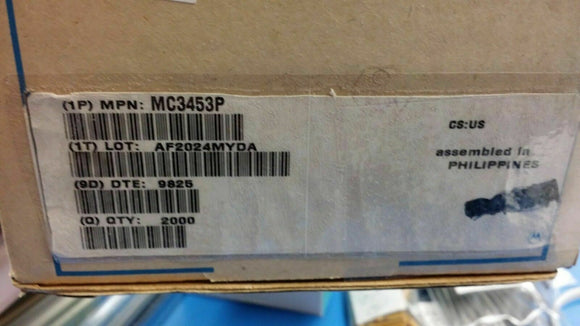 (1P) MPN: MC3453P
CS:US
(1T) LOT: AF2024MYDA
assembled in
PHILIPPINES
(9D) DTE: 9825
(Q) QTY: 2000